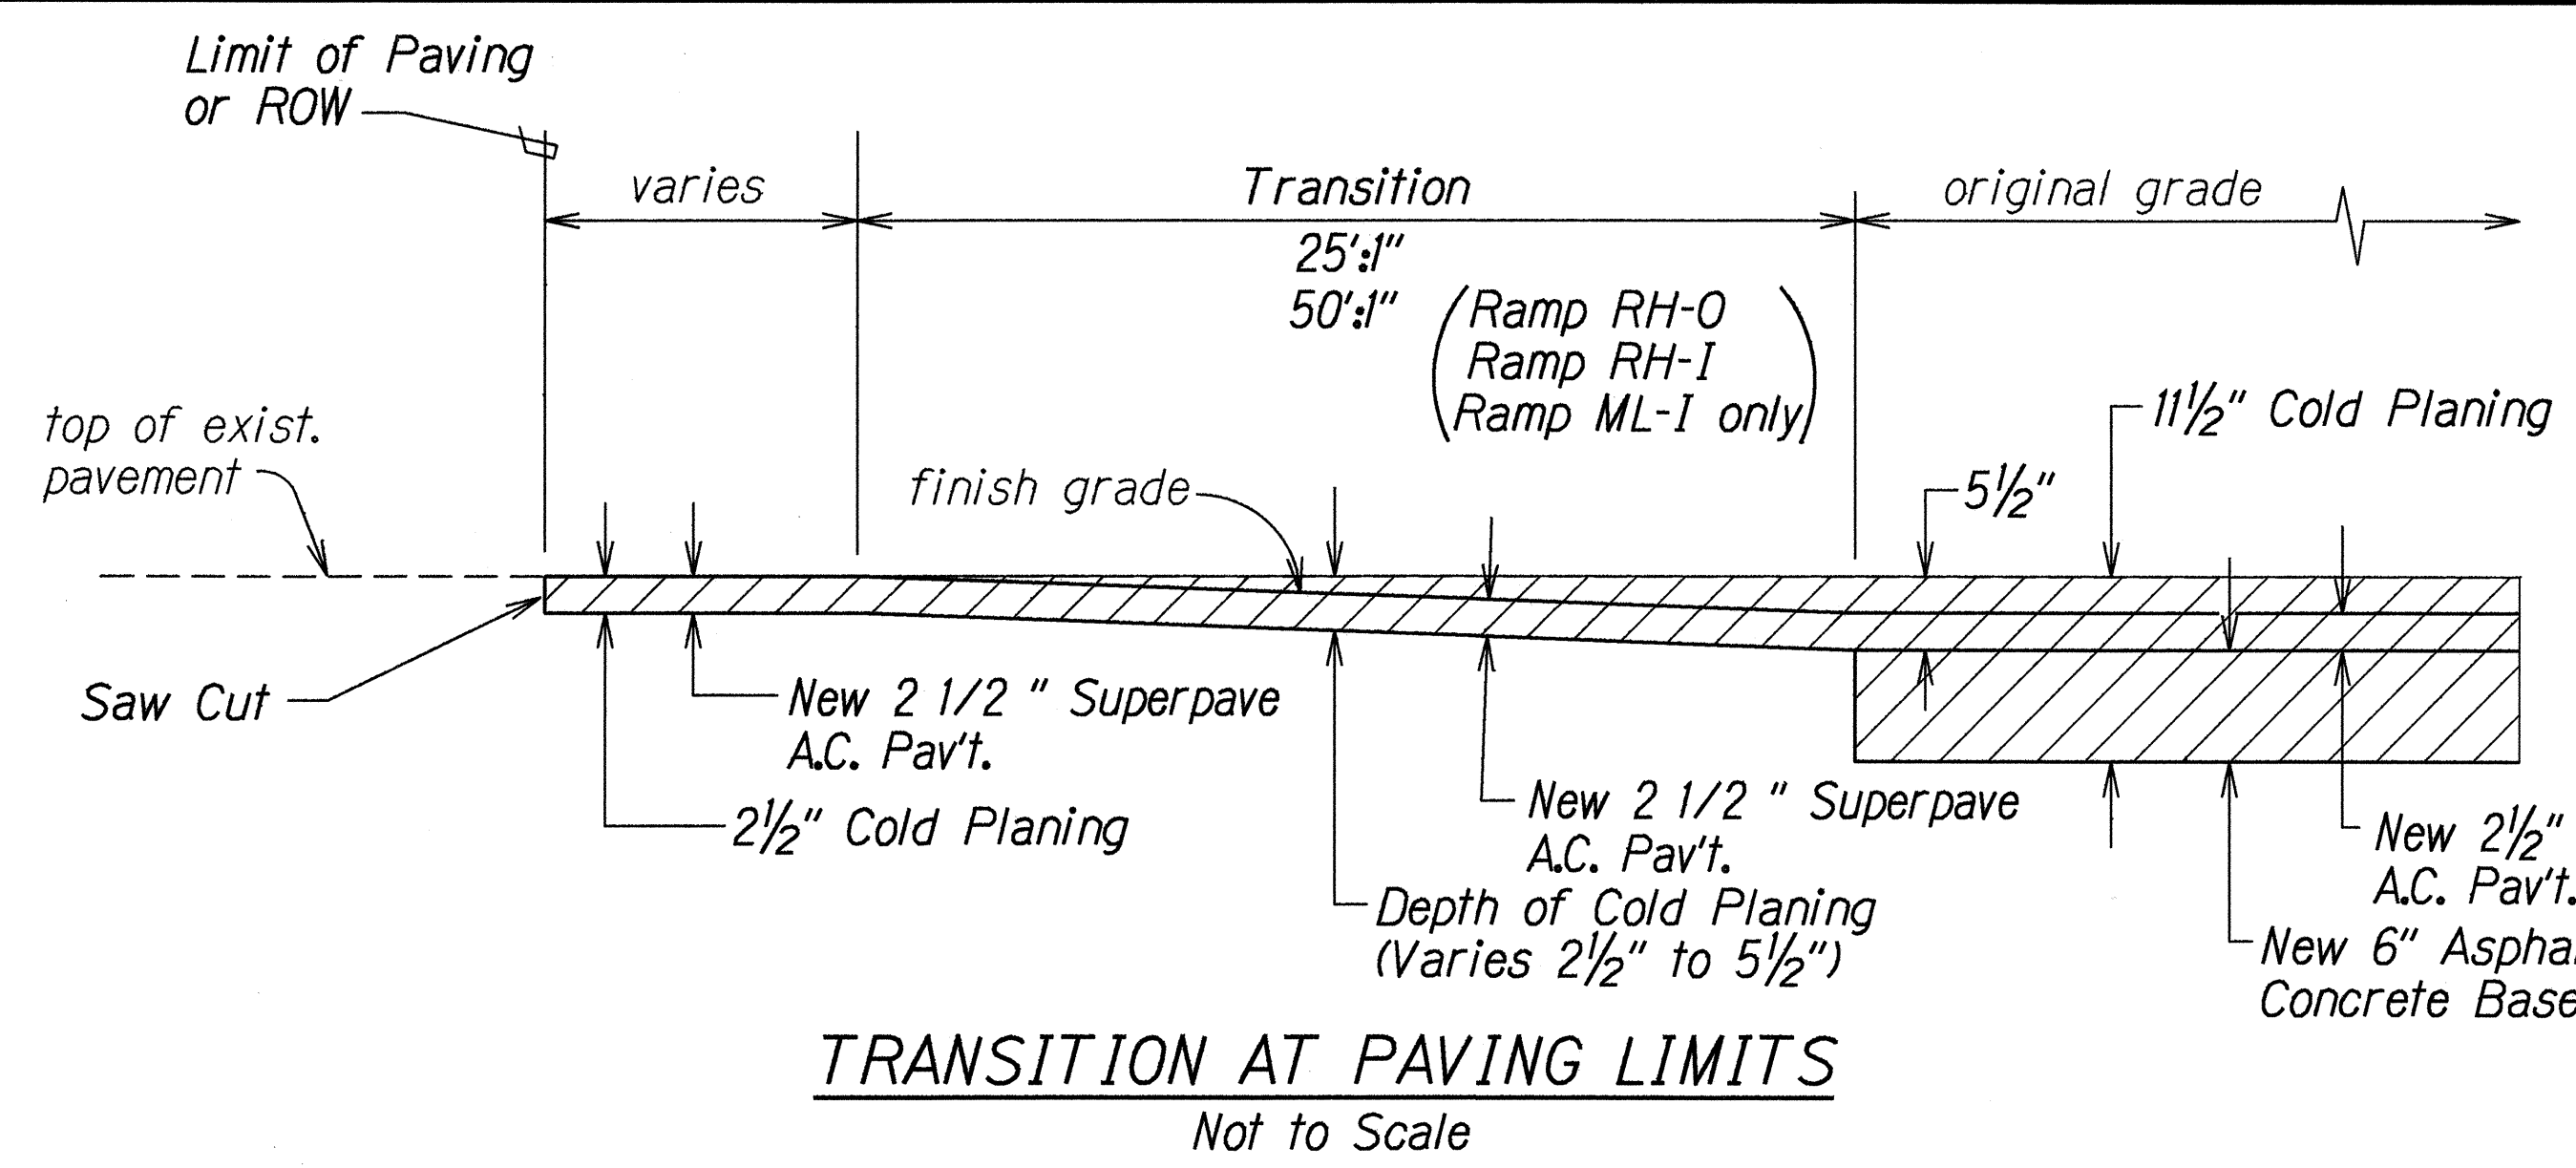 Limit of Paving
or ROW
varies
Transition
original grade
25':1"
50':1"
(Ramp RH-O
Ramp RH-I
Ramp ML-I only)
11½" Cold Planing
5½"
top of exist.
pavement
finish grade
Saw Cut
New 2 1/2 " Superpave
A.C. Pav't.
2½" Cold Planing
New 2 1/2 " Superpave
A.C. Pav't.
Depth of Cold Planing
(Varies 2½" to 5½")
New 2½"
A.C. Pav't.
New 6"
Concrete Base
TRANSITION AT PAVING LIMITS
Not to Scale